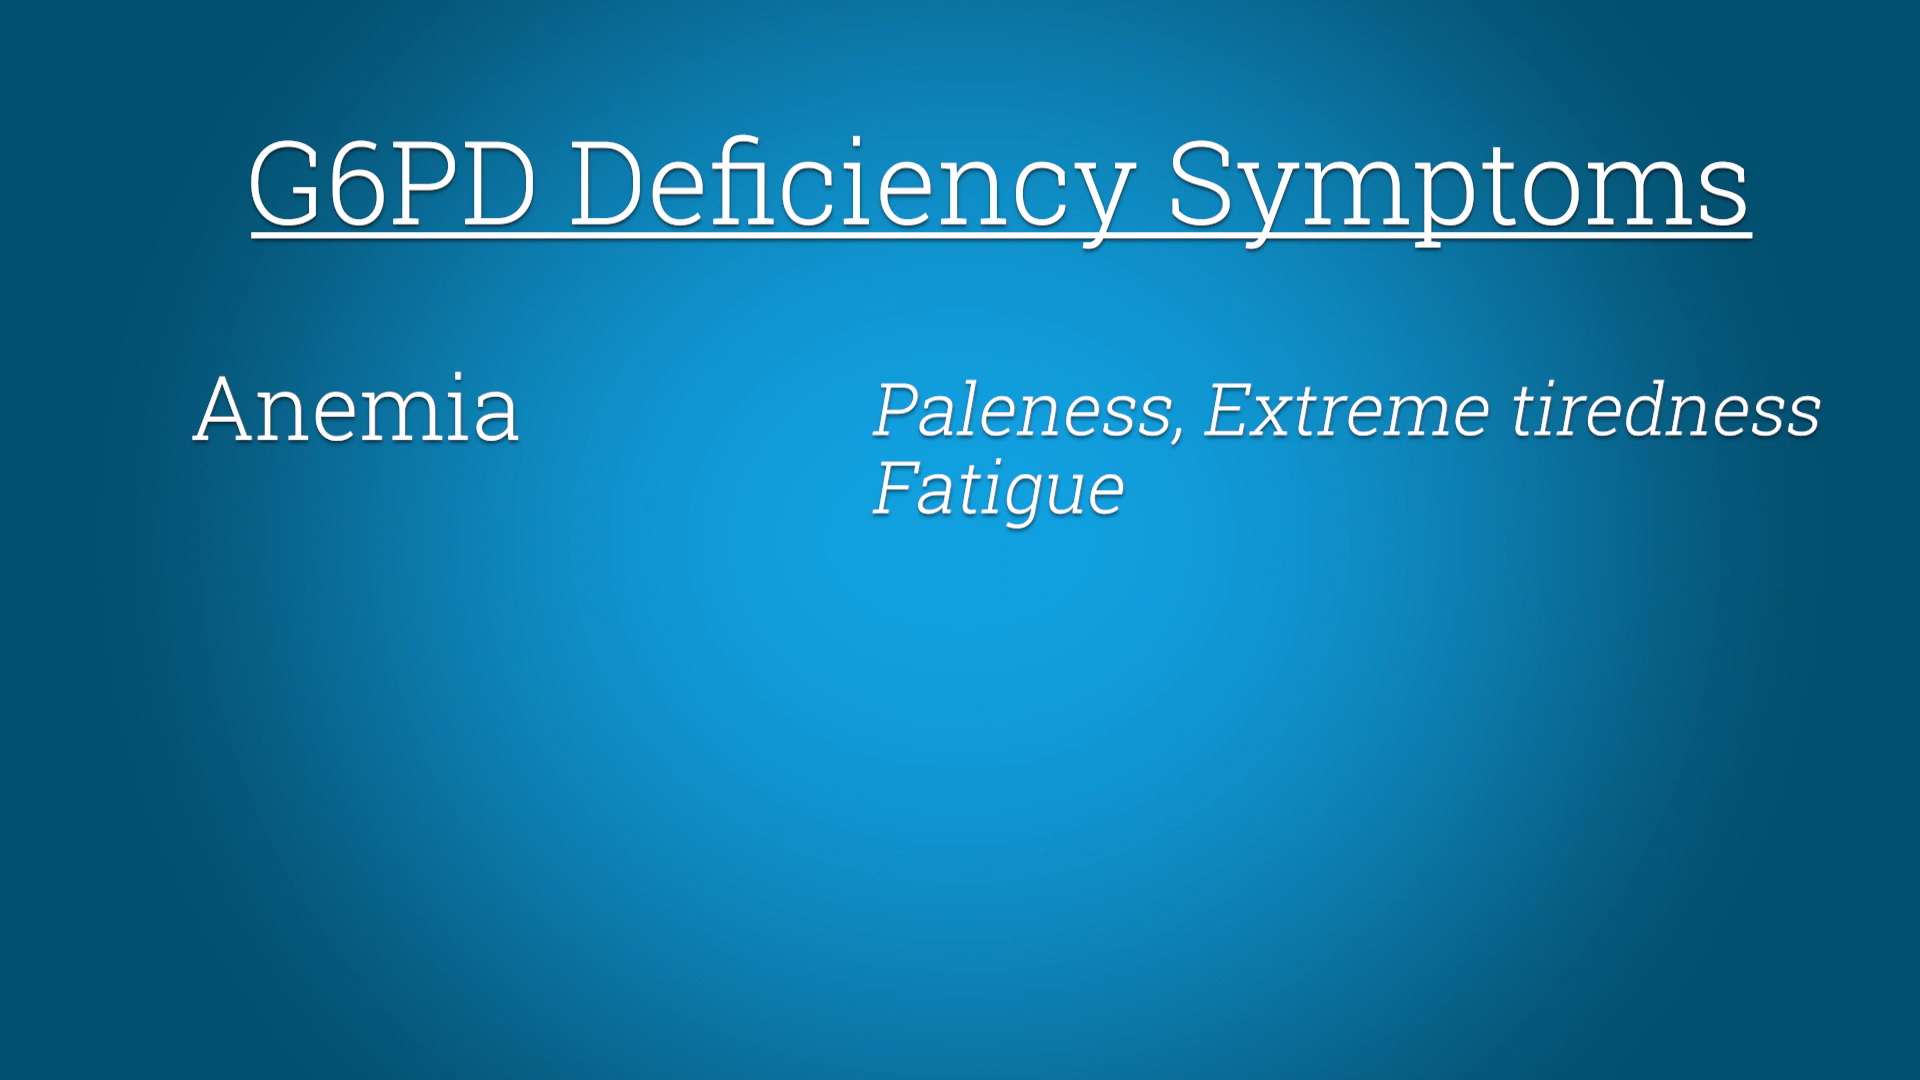 G6PD Deficiency Symptoms
Anemia
Paleness, Extreme tiredness
Fatigue